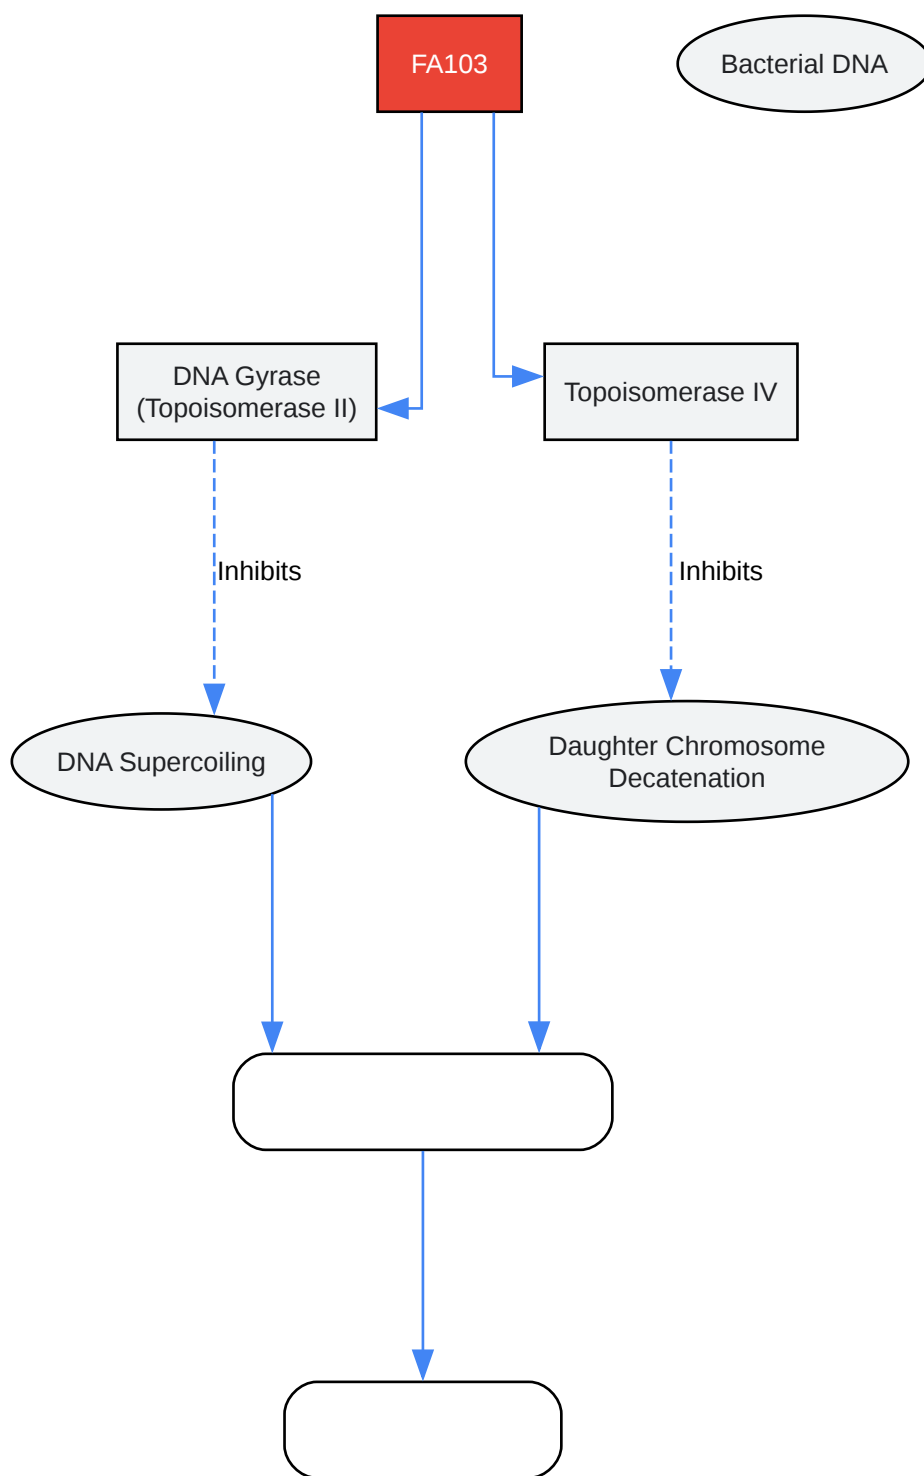 FA103
Bacterial DNA
DNA Gyrase
(Topoisomerase II)
Topoisomerase IV
Inhibits
Inhibits
DNA Supercoiling
Daughter Chromosome
Decatenation